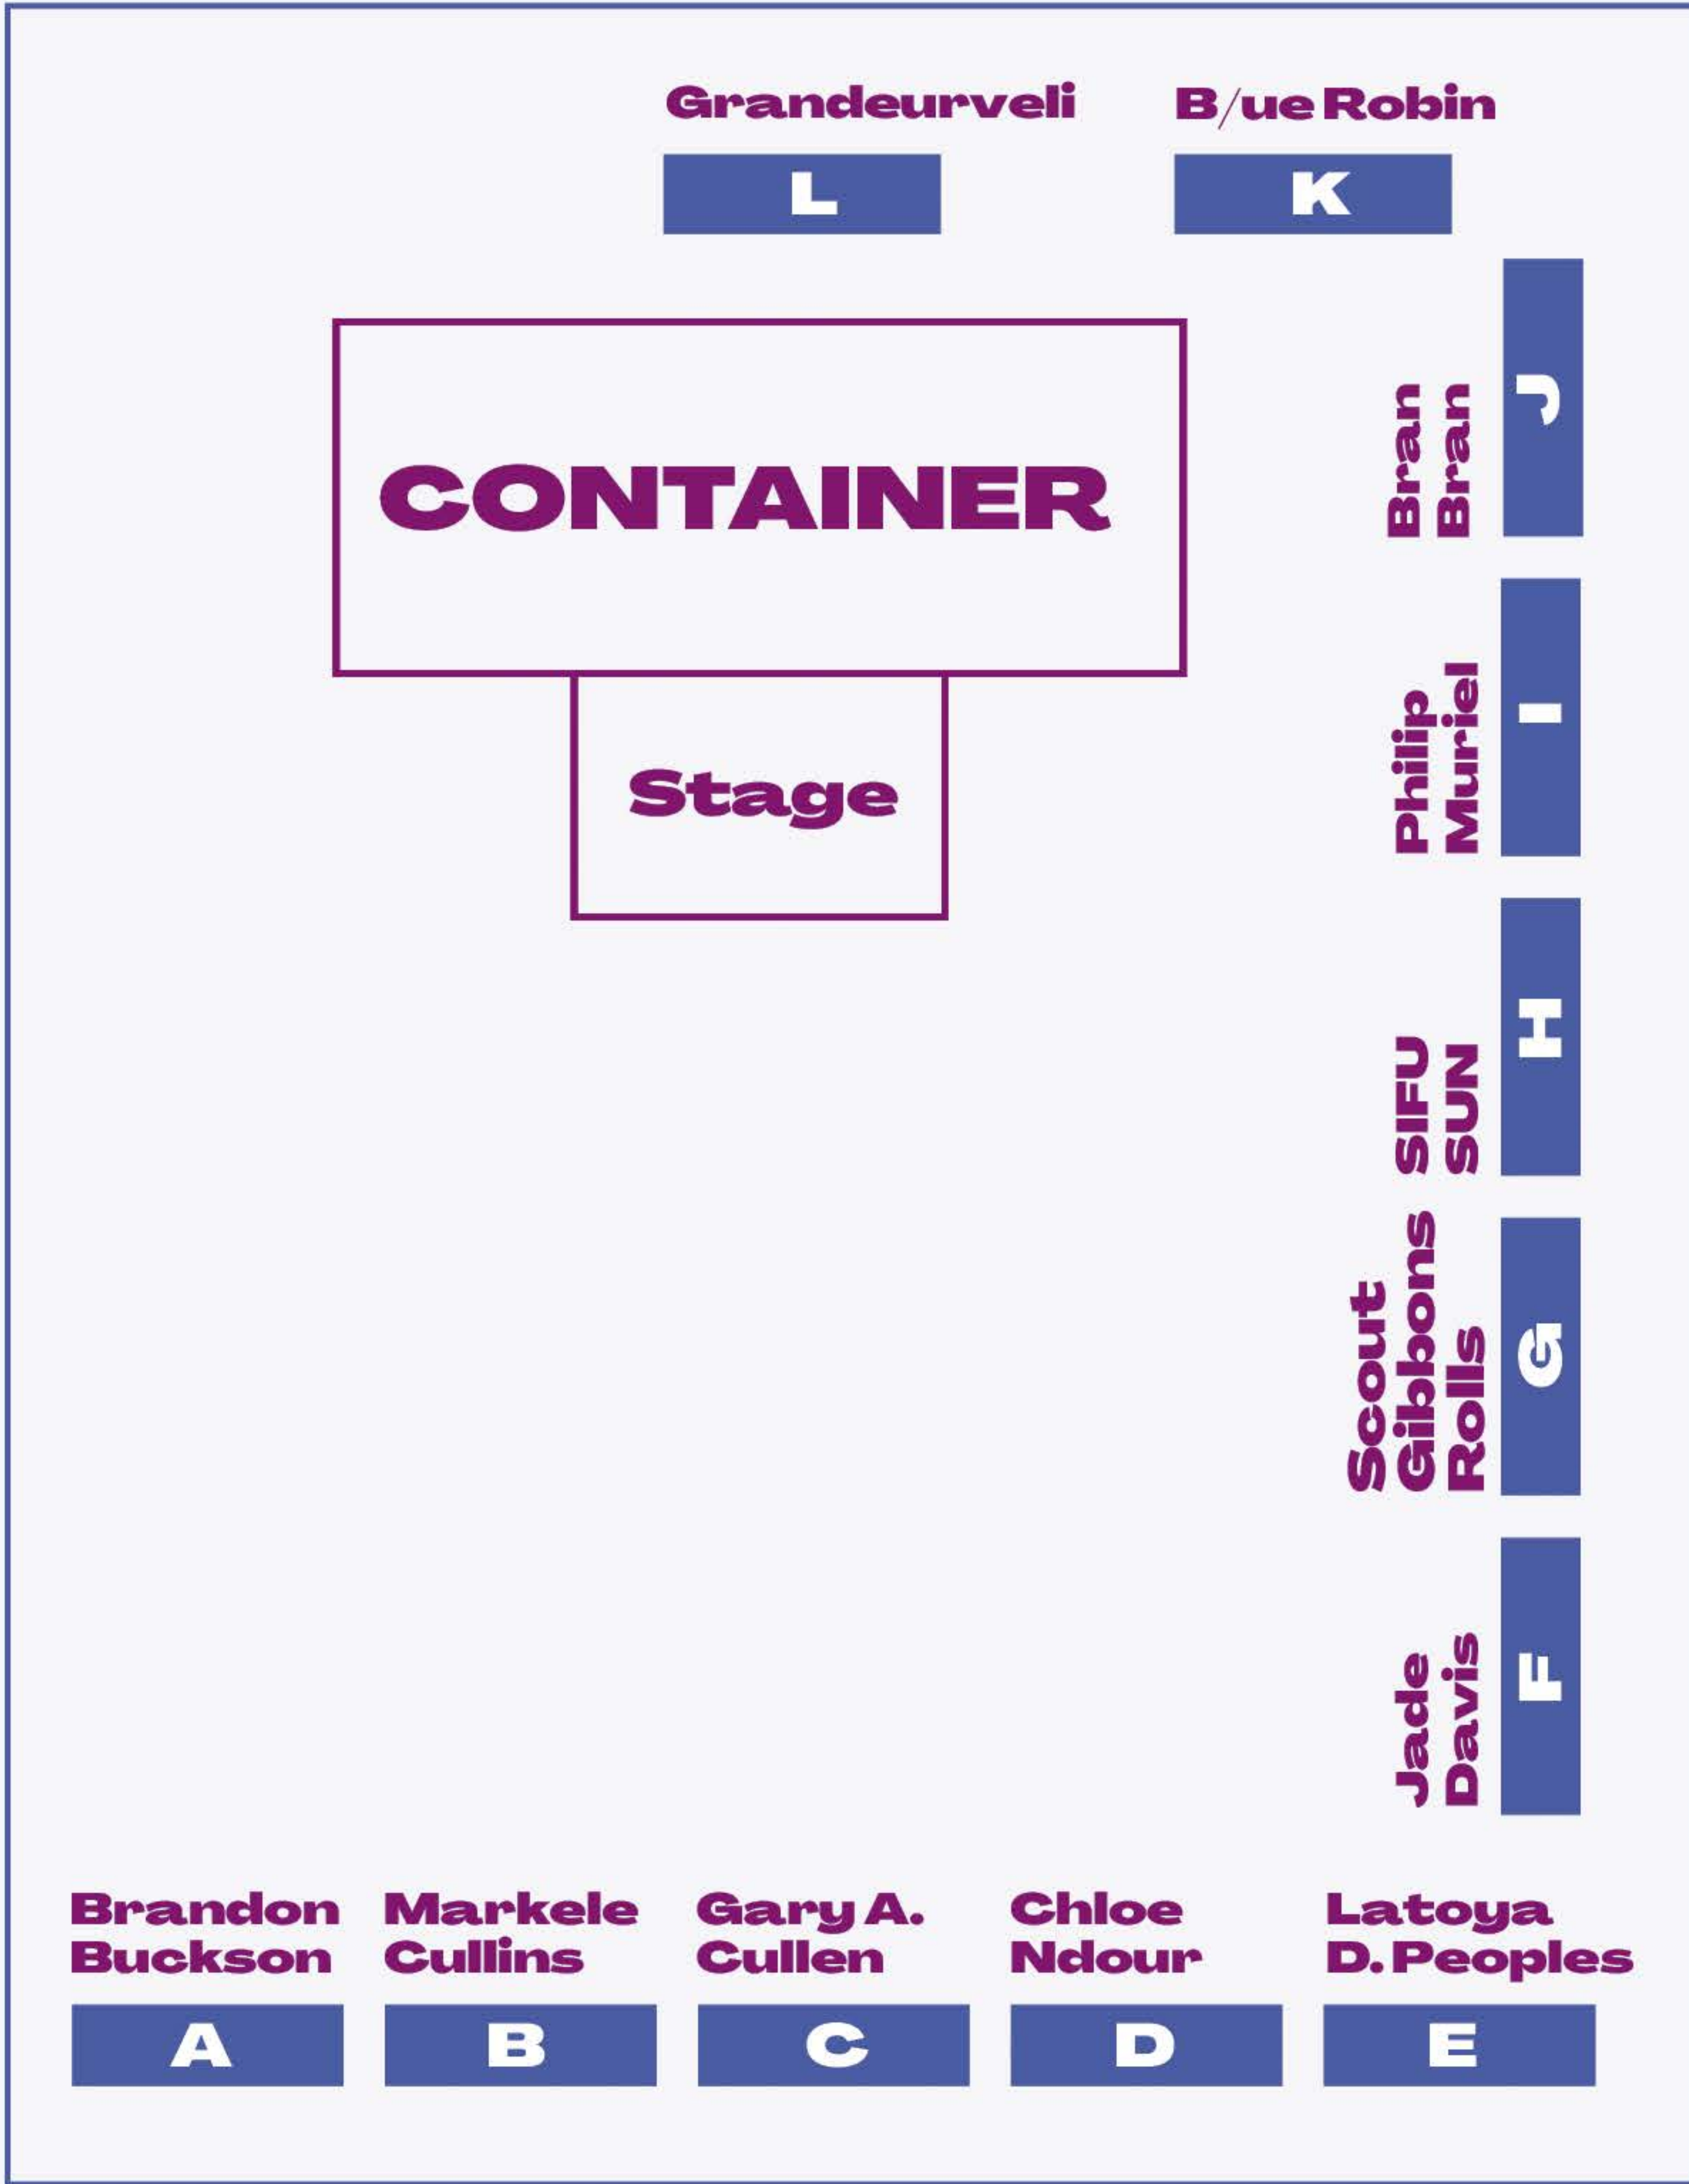 Grandeurveli
B/ue Robin
L
K
CONTAINER
Stage
Bran
Bran
J
Philip
Muriel
I
SIFU
SUN
H
Scout
Gibbons
Rolls
G
Jade
Davis
F
Brandon
Buckson
Markele
Cullins
Gary A.
Cullen
Chloe
Ndour
Latoya
D. Peoples
A
B
C
D
E